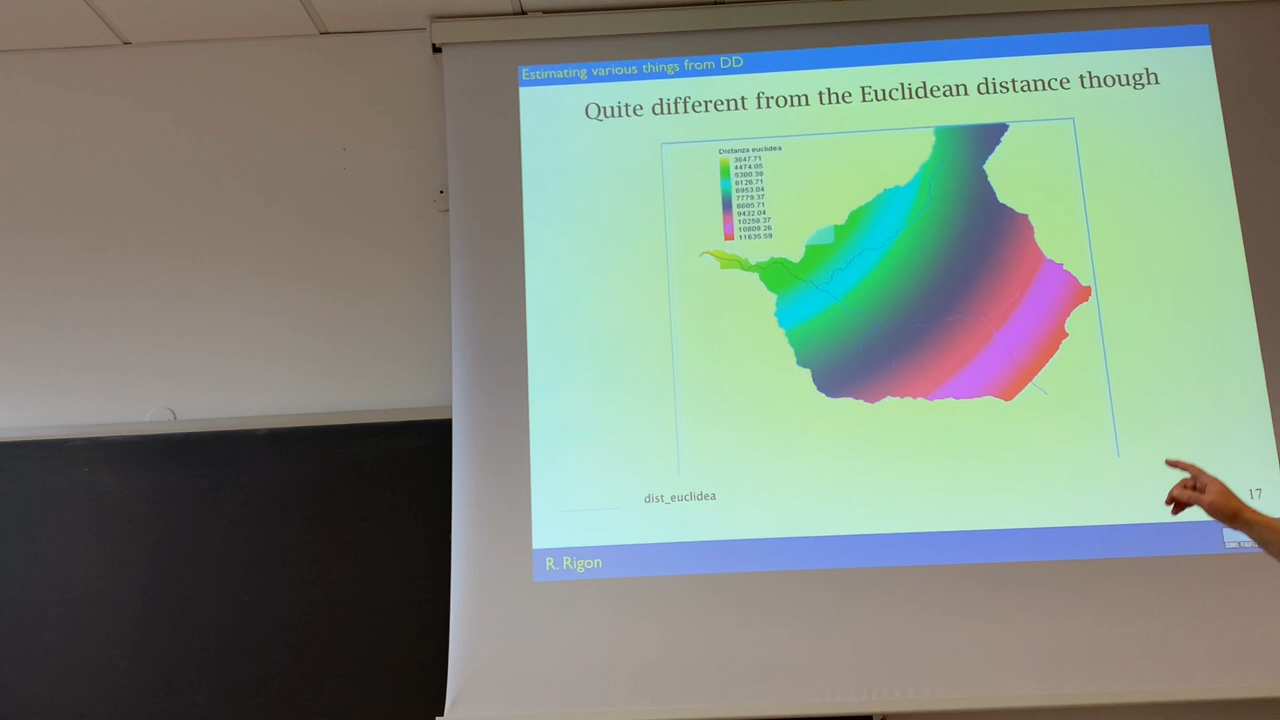 Estimating various things from DD
Quite different from the Euclidean distance though
Distanza euclidea
3647.71
4474.05
5300.38
6126.71
6953.04
7779.37
8605.71
9432.04
10258.37
10809.26
11635.59
dist_euclidea
17
R. Rigon